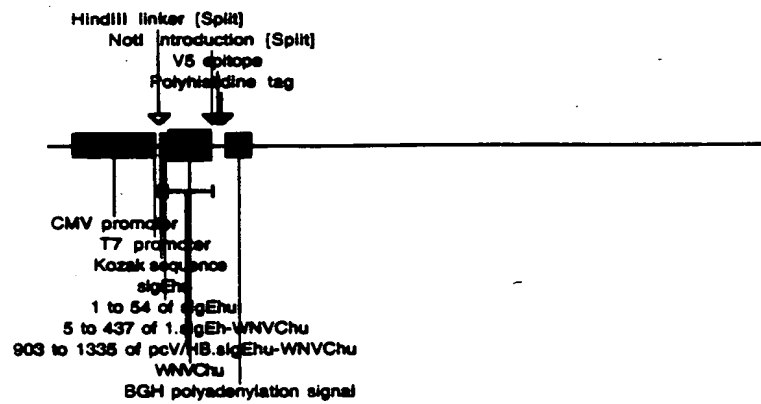 HindIII linker [Split]
NotI introduction [Split]
V5 epitope
Polyhistidine tag
CMV promoter
T7 promoter
Kozak sequence
sigEhu
1 to 54 of sigEhu
5 to 437 of 1.sigEh-WNVChu
903 to 1335 of pcV/HB.sigEhu-WNVChu
WNVChu
BGH polyadenylation signal